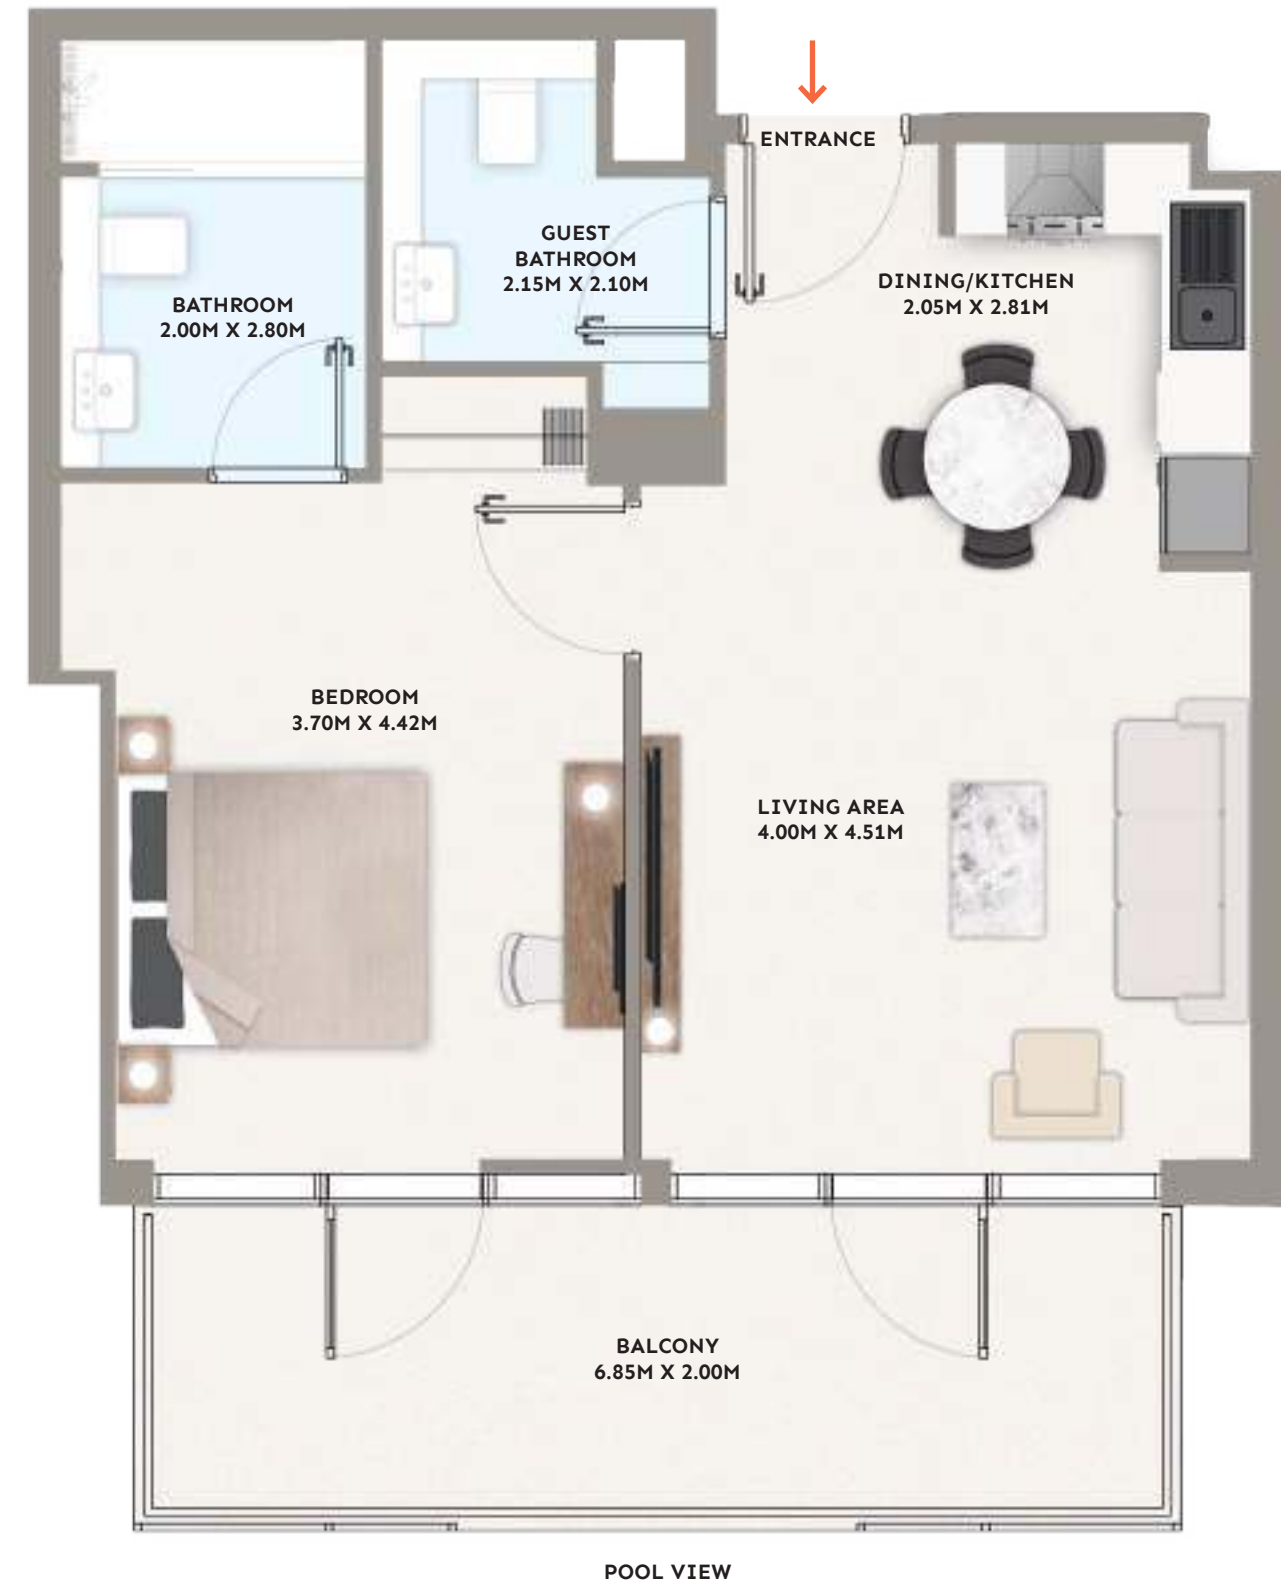 ENTRANCE
GUEST
BATHROOM
2.15M X 2.10M
DINING/KITCHEN
2.05M X 2.81M
BATHROOM
2.00M X 2.80M
BEDROOM
3.70M X 4.42M
LIVING AREA
4.00M X 4.51M
BALCONY
6.85M X 2.00M
POOL VIEW